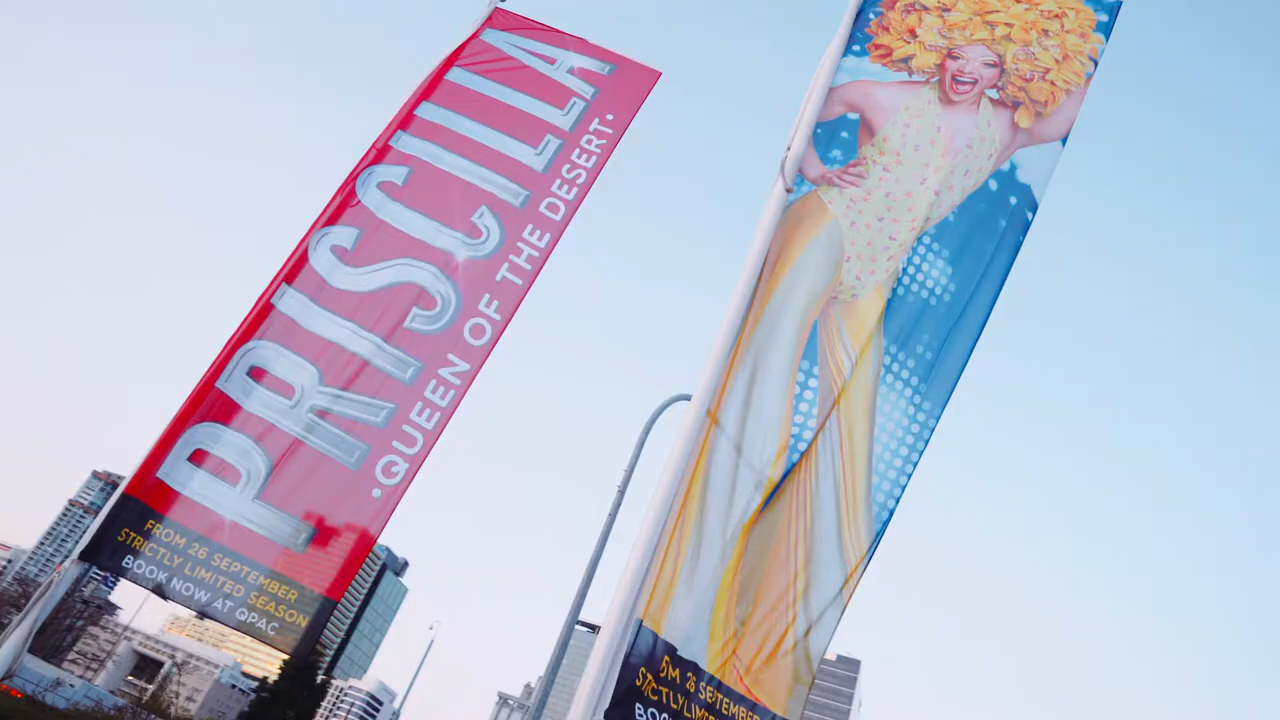 PRISCILLA
·QUEEN OF THE DESERT·
FROM 26 SEPTEMBER
STRICTLY LIMITED SEASON
BOOK NOW AT QPAC
26 SEPTEMBER